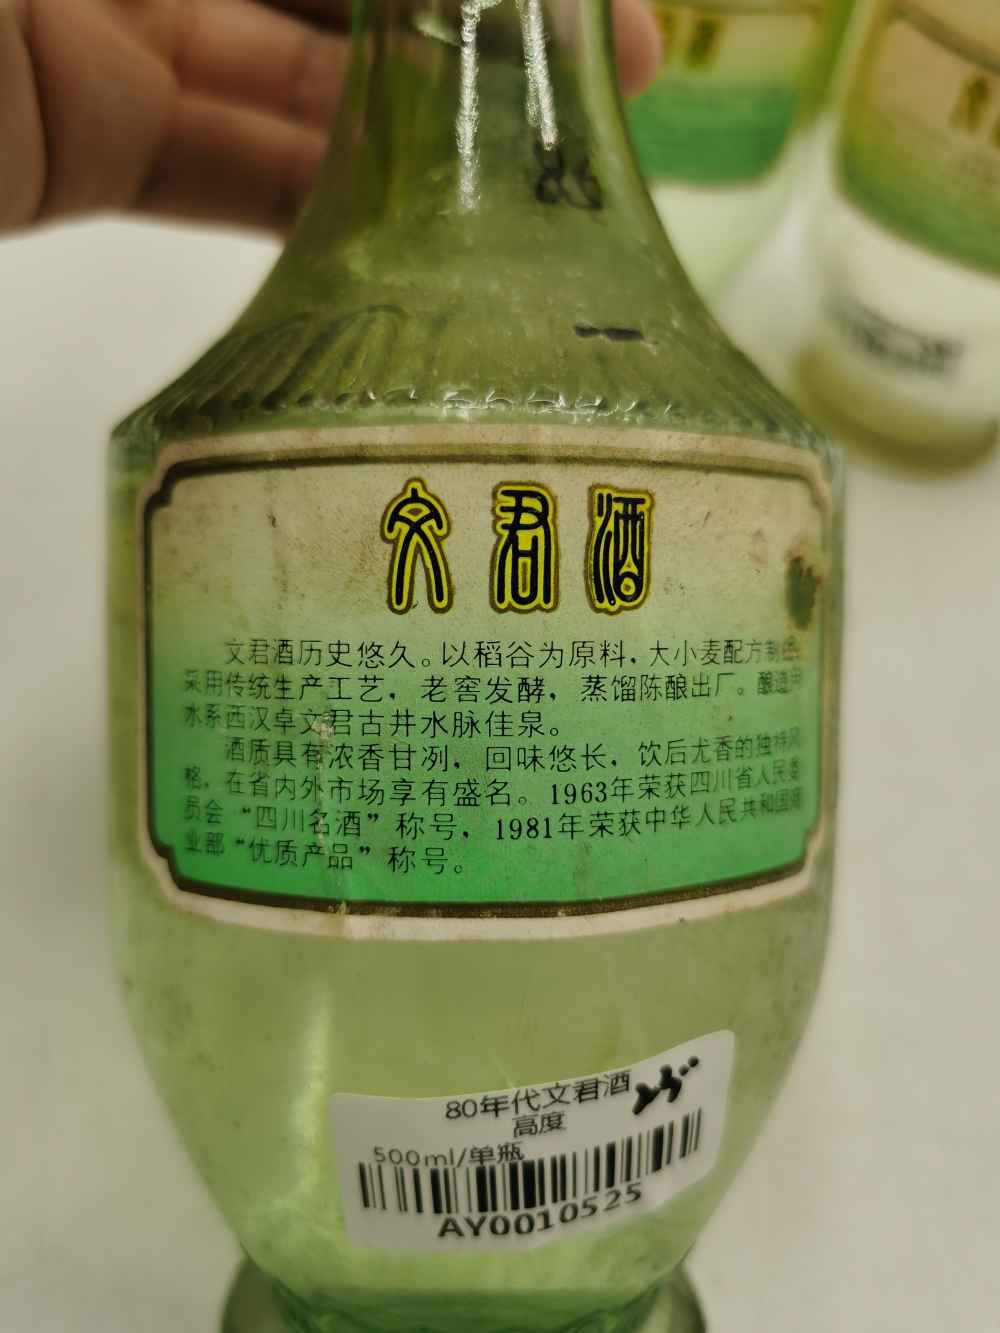 86
文君酒
文君酒历史悠久。以稻谷为原料，大小麦配方制曲，
采用传统生产工艺，老窖发酵，蒸馏陈酿出厂。酿造用
水系西汉卓文君古井水脉佳泉。
酒质具有浓香甘冽，回味悠长，饮后尤香的独特风
格，在省内外市场享有盛名。1963年荣获四川省人民委
员会“四川名酒”称号，1981年荣获中华人民共和国商
业部“优质产品”称号。
80年代文君酒
高度
500ml/单瓶
AY0010525